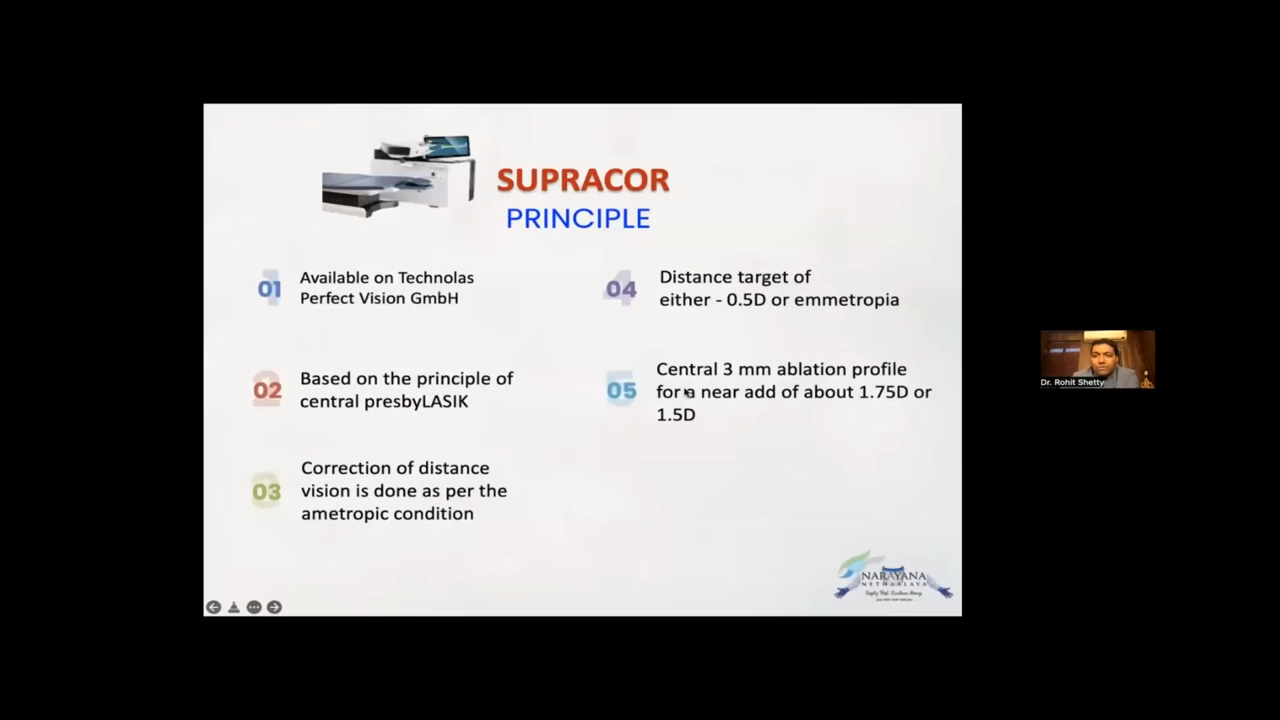 SUPRACOR
PRINCIPLE
01
Available on Technolas
Perfect Vision GmbH
02
Based on the principle of
central presbyLASIK
03
Correction of distance
vision is done as per the
ametropic condition
04
Distance target of
either - 0.5D or emmetropia
05
Central 3 mm ablation profile
for a near add of about 1.75D or
1.5D
NARAYANA
NETHRALAYA
Dr. Rohit Shetty